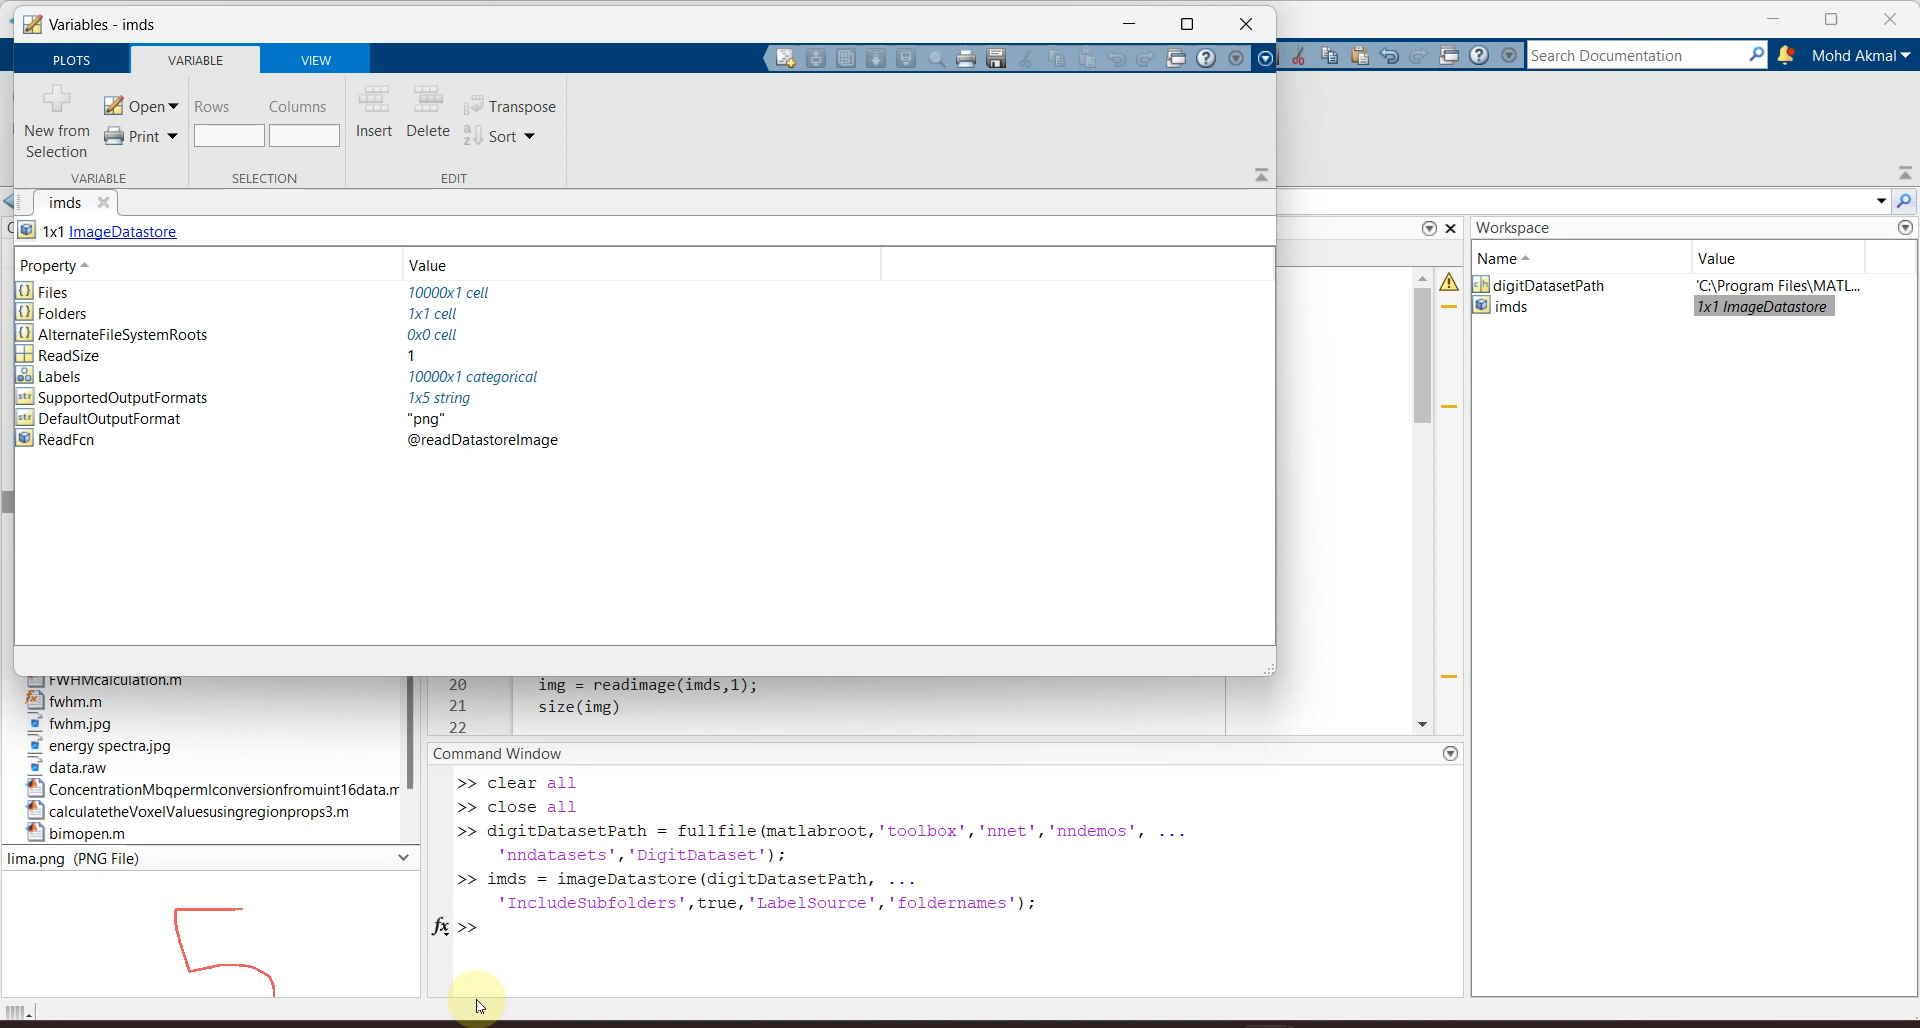 Variables - imds
PLOTS VARIABLE VIEW
Search Documentation Mohd Akmal
New from Selection
Open
Print
Rows Columns
Insert Delete
Transpose
Sort
VARIABLE SELECTION EDIT
imds
1x1 ImageDatastore
Property Value
Files 10000x1 cell
Folders 1x1 cell
AlternateFileSystemRoots 0x0 cell
ReadSize 1
Labels 10000x1 categorical
SupportedOutputFormats 1x5 string
DefaultOutputFormat "png"
ReadFcn @readDatastoreImage
Workspace
Name Value
digitDatasetPath 'C:\Program Files\MATL...
imds 1x1 ImageDatastore
FWHMcalculation.m
fwhm.m
fwhm.jpg
energy spectra.jpg
data.raw
ConcentrationMbqpermlconversionfromuint16data.m
calculatetheVoxelValuesusingregionprops3.m
bimopen.m
lima.png (PNG File)
5
20 img = readimage(imds,1);
21 size(img)
22
Command Window
>> clear all
>> close all
>> digitDatasetPath = fullfile(matlabroot,'toolbox','nnet','nndemos', ...
'nndatasets','DigitDataset');
>> imds = imageDatastore(digitDatasetPath, ...
'IncludeSubfolders',true,'LabelSource','foldernames');
fx >>